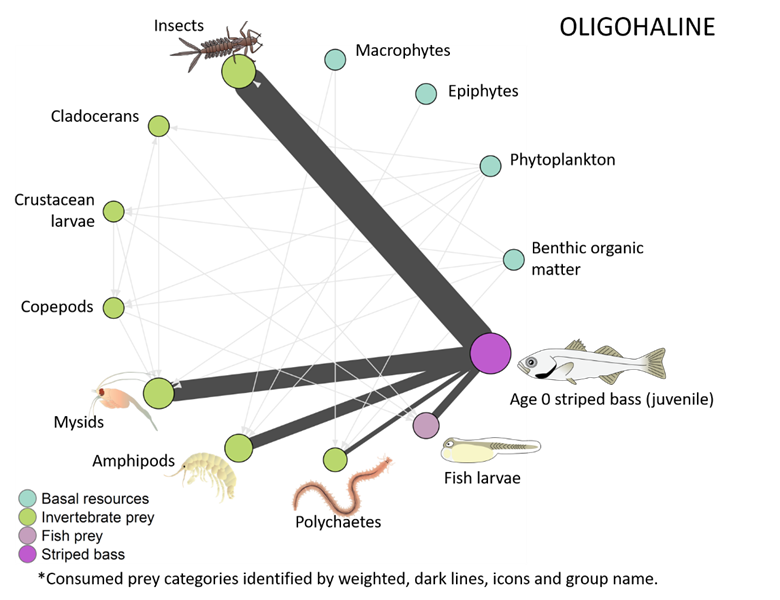 OLIGOHALINE
Insects
Macrophytes
Epiphytes
Cladocerans
Phytoplankton
Crustacean
larvae
Benthic organic
matter
Copepods
Age 0 striped bass (juvenile)
Mysids
Amphipods
Fish larvae
Polychaetes
Basal resources
Invertebrate prey
Fish prey
Striped bass
*Consumed prey categories identified by weighted, dark lines, icons and group name.